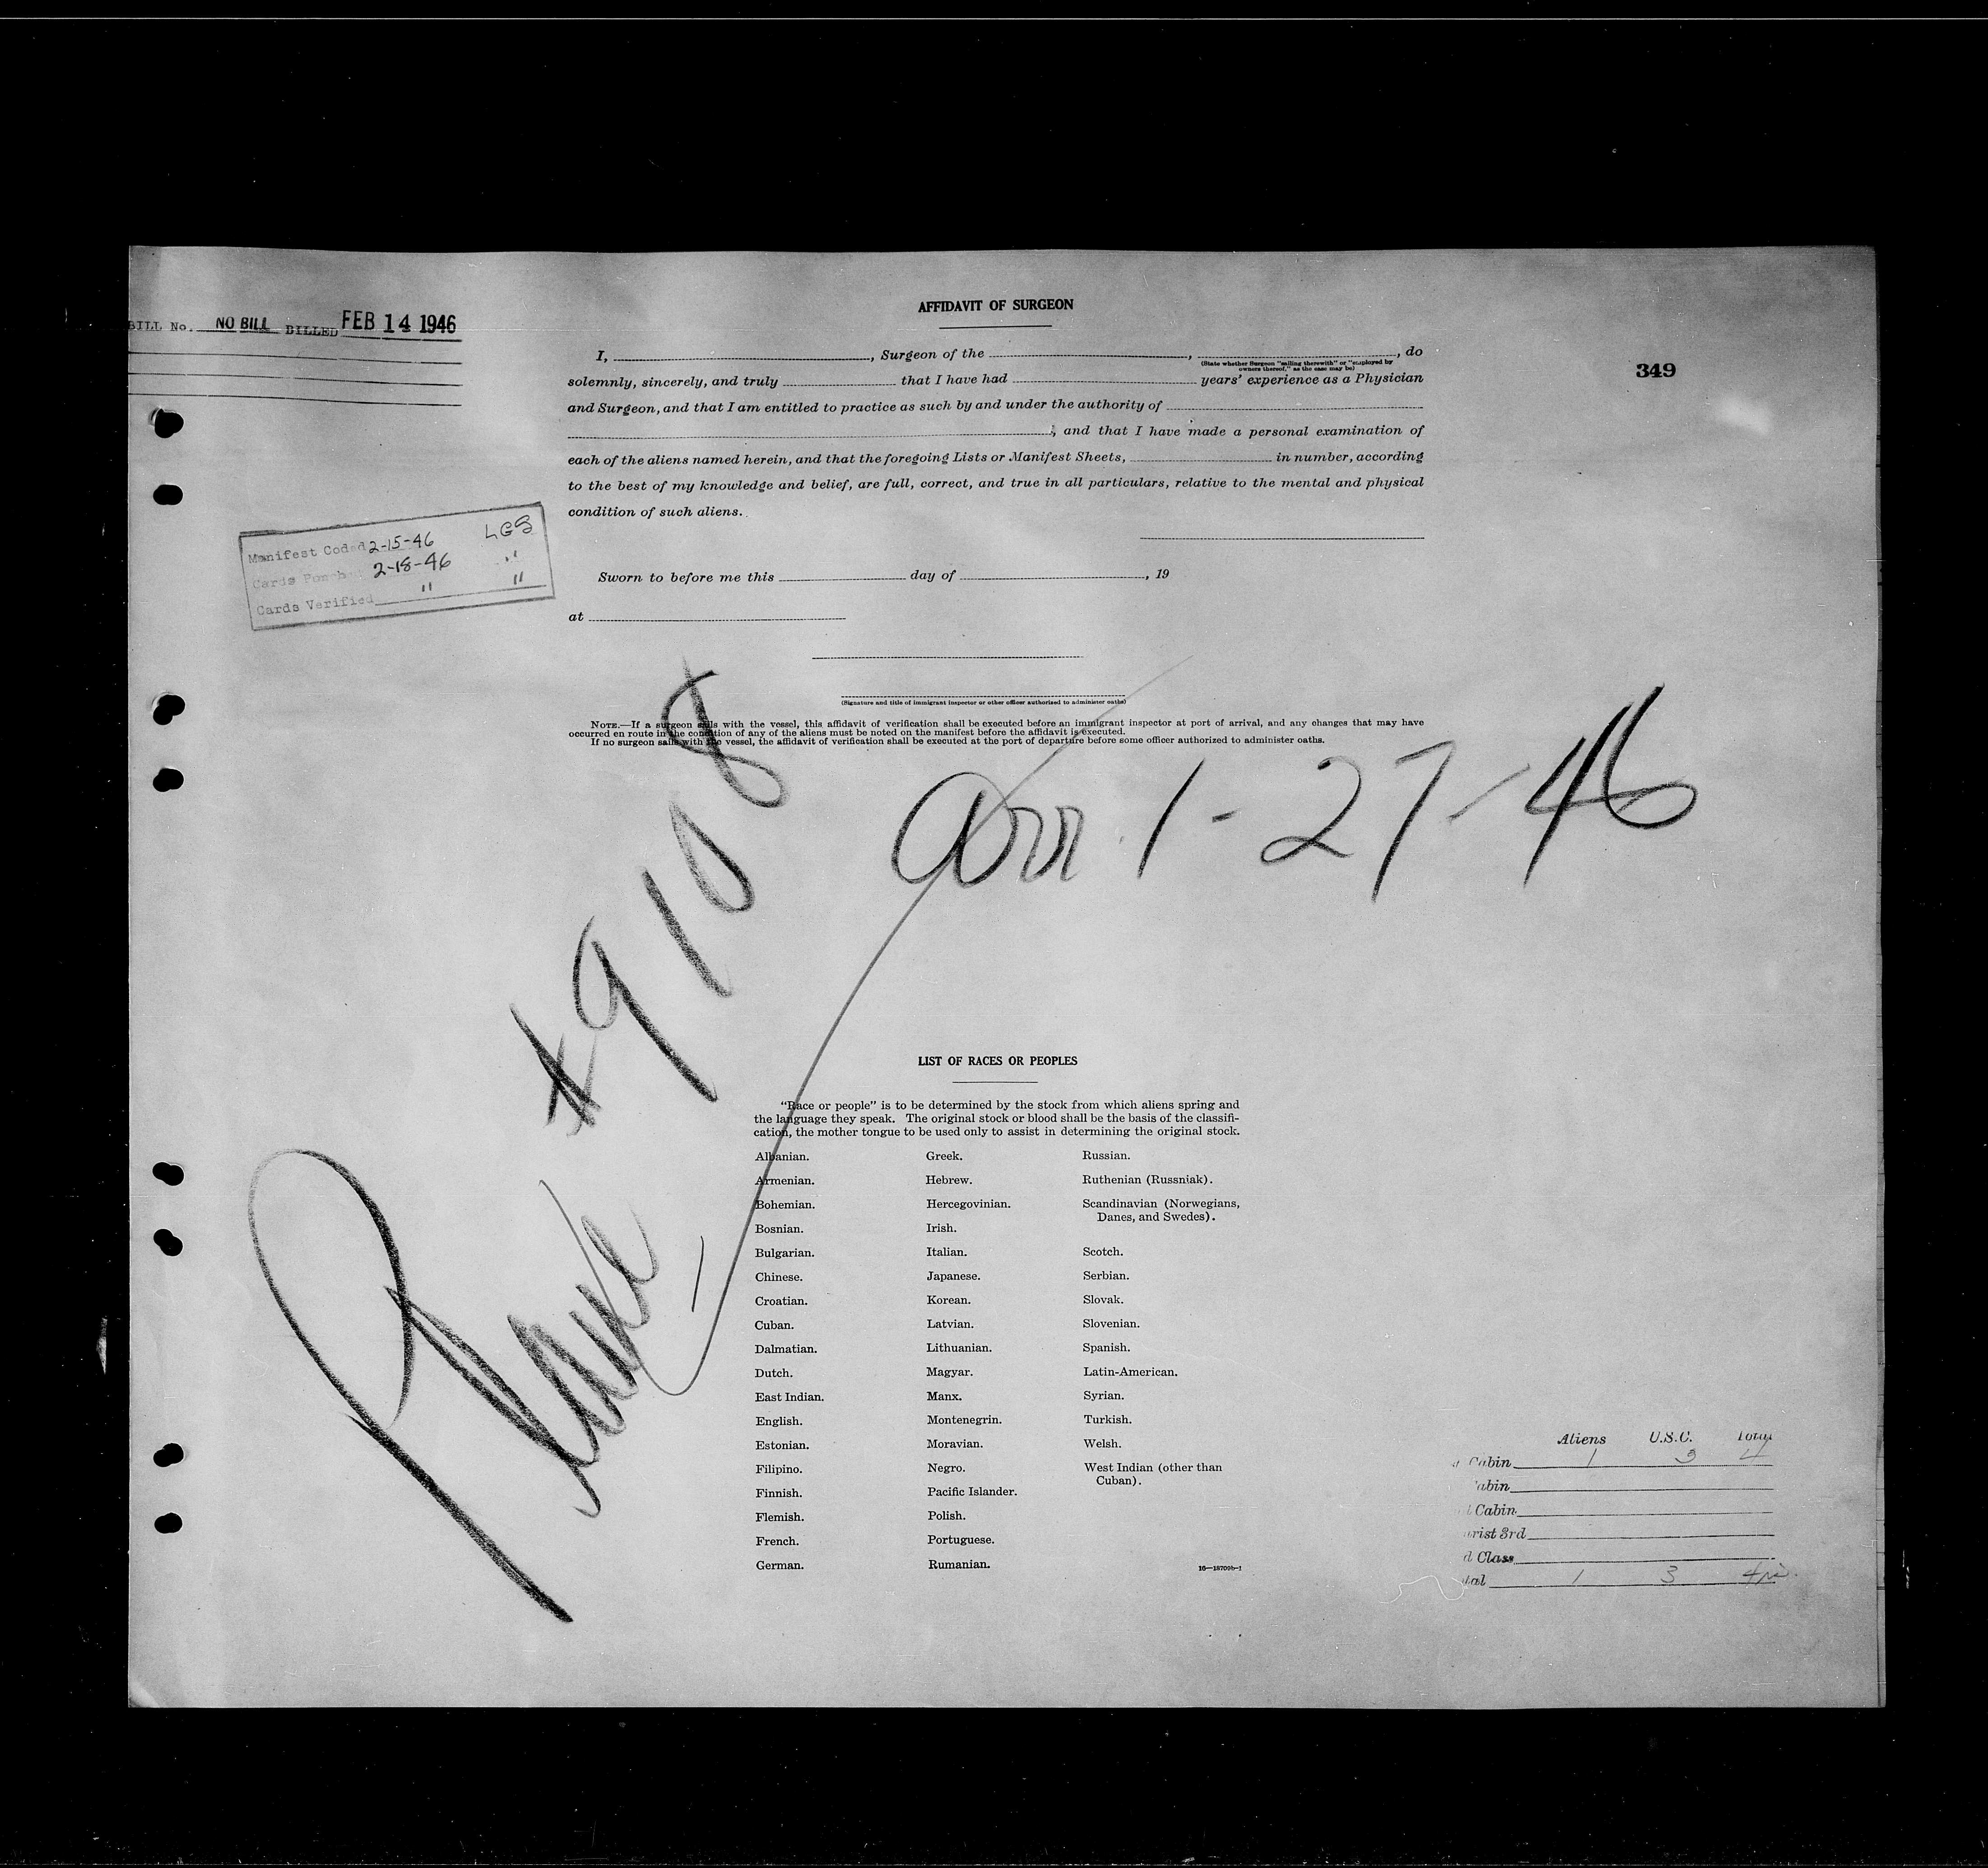 BILL No. NO BILL BILLED FEB 14 1946
349
AFFIDAVIT OF SURGEON
I, , Surgeon of the , , do
(State whether Surgeon "sailing therewith" or "employed by
owners thereof," as the case may be)
solemnly, sincerely, and truly that I have had years' experience as a Physician
and Surgeon, and that I am entitled to practice as such by and under the authority of
, and that I have made a personal examination of
each of the aliens named herein, and that the foregoing Lists or Manifest Sheets, in number, according
to the best of my knowledge and belief, are full, correct, and true in all particulars, relative to the mental and physical
condition of such aliens.
Manifest Coded 2-15-46 LGS
Cards Punched 2-18-46 "
Cards Verified " "
Sworn to before me this day of , 19
at
(Signature and title of immigrant inspector or other officer authorized to administer oaths)
NOTE.—If a surgeon sails with the vessel, this affidavit of verification shall be executed before an immigrant inspector at port of arrival, and any changes that may have
occurred en route in the condition of any of the aliens must be noted on the manifest before the affidavit is executed.
If no surgeon sails with the vessel, the affidavit of verification shall be executed at the port of departure before some officer authorized to administer oaths.
Arr 1-27-46
Plane #9108
LIST OF RACES OR PEOPLES
"Race or people" is to be determined by the stock from which aliens spring and
the language they speak. The original stock or blood shall be the basis of the classifi-
cation, the mother tongue to be used only to assist in determining the original stock.
Albanian.
Armenian.
Bohemian.
Bosnian.
Bulgarian.
Chinese.
Croatian.
Cuban.
Dalmatian.
Dutch.
East Indian.
English.
Estonian.
Filipino.
Finnish.
Flemish.
French.
German.
Greek.
Hebrew.
Hercegovinian.
Irish.
Italian.
Japanese.
Korean.
Latvian.
Lithuanian.
Magyar.
Manx.
Montenegrin.
Moravian.
Negro.
Pacific Islander.
Polish.
Portuguese.
Rumanian.
Russian.
Ruthenian (Russniak).
Scandinavian (Norwegians,
Danes, and Swedes).
Scotch.
Serbian.
Slovak.
Slovenian.
Spanish.
Latin-American.
Syrian.
Turkish.
Welsh.
West Indian (other than
Cuban).
16—18709b-1
Aliens U.S.C. Total
Cabin 1 3 4
abin
Cabin
urist 3rd
d Class
tal 1 3 4